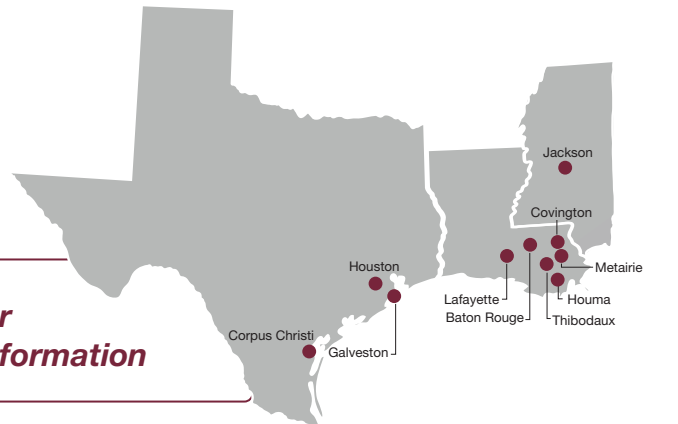 Jackson
Covington
Metairie
Houston
Lafayette
Houma
Baton Rouge
Thibodaux
Corpus Christi
Galveston
r
formation